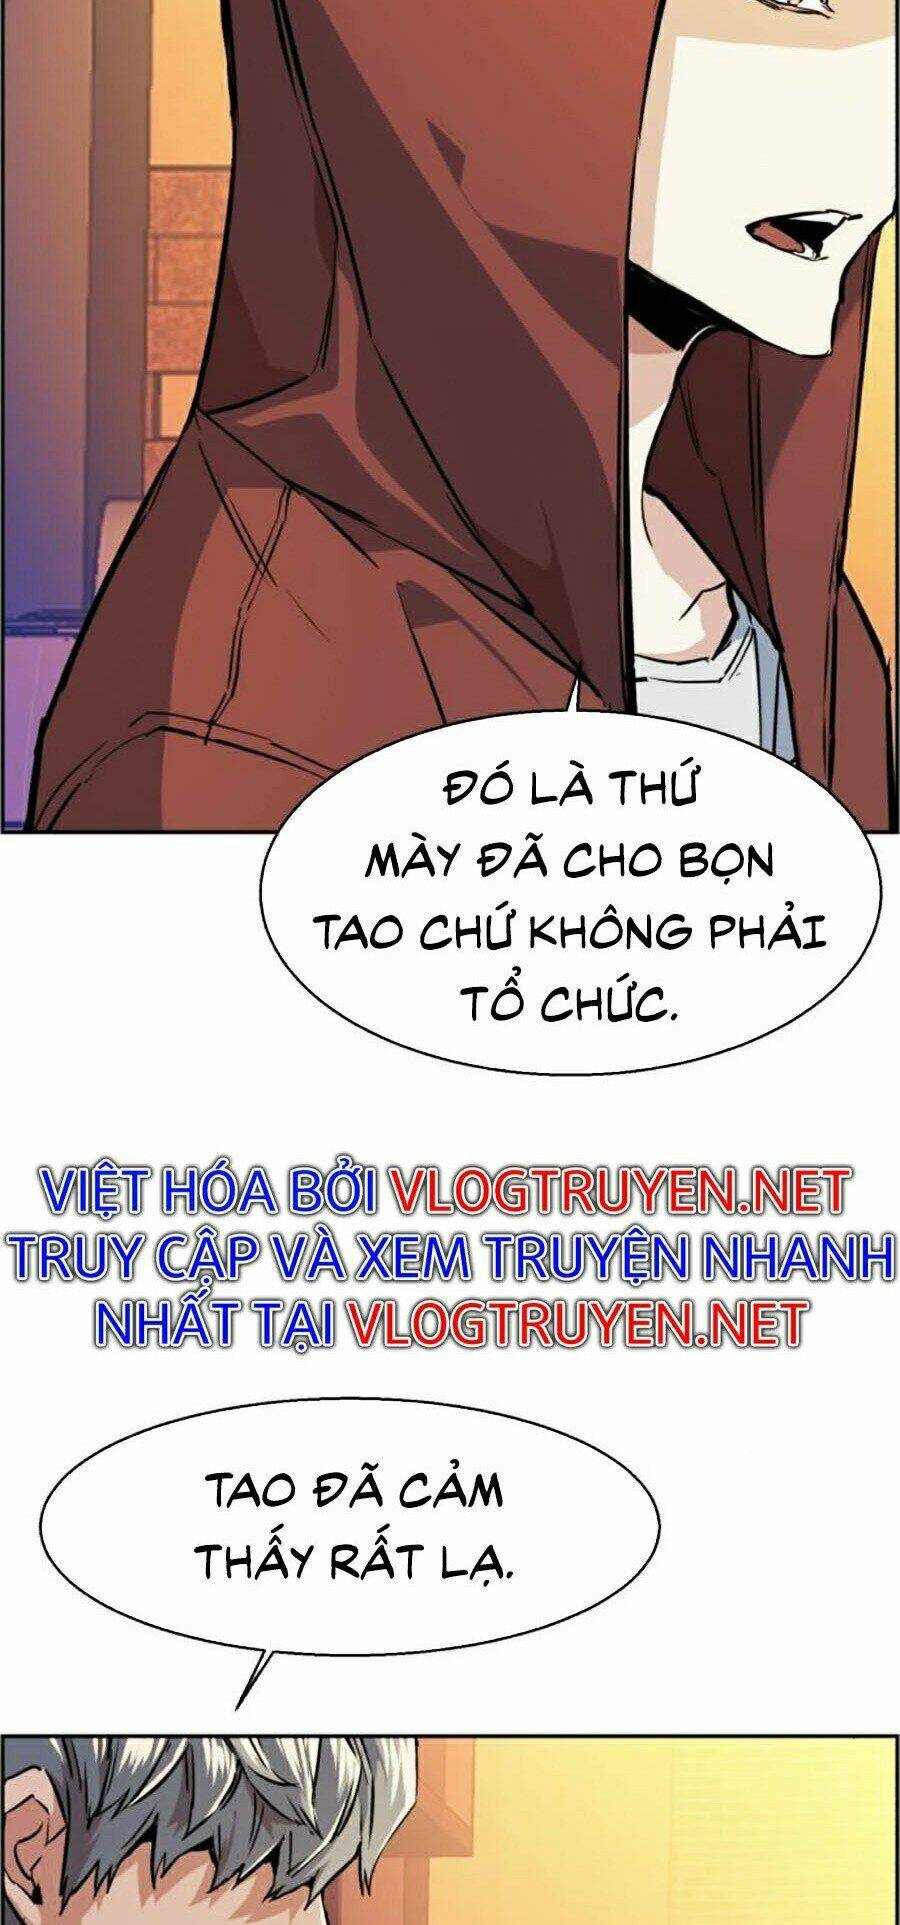 ĐÓ LÀ THỨ
MÀY ĐÃ CHO BỌN
TAO CHỨ KHÔNG PHẢI
TỔ CHỨC.
VIỆT HÓA BỞI VLOGTRUYEN.NET
TRUY CẬP VÀ XEM TRUYỆN NHANH
NHẤT TẠI VLOGTRUYEN.NET
TAO ĐÃ CẢM
THẤY RẤT LẠ.